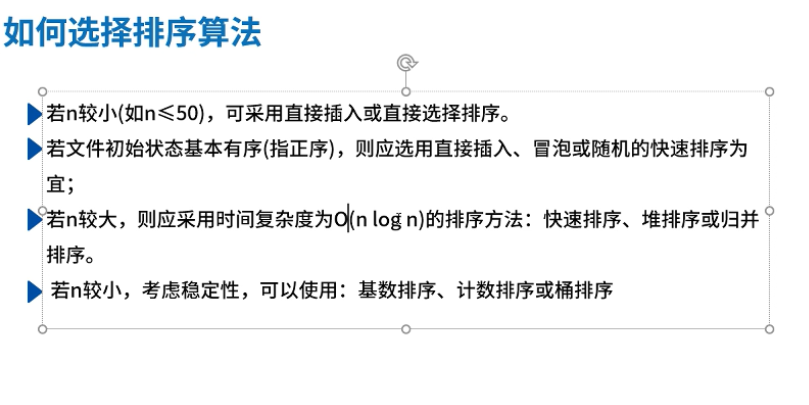 如何选择排序算法
若n较小(如n≤50)，可采用直接插入或直接选择排序。
若文件初始状态基本有序(指正序)，则应选用直接插入、冒泡或随机的快速排序为
宜；
若n较大，则应采用时间复杂度为O(n log n)的排序方法：快速排序、堆排序或归并
排序。
若n较小，考虑稳定性，可以使用：基数排序、计数排序或桶排序